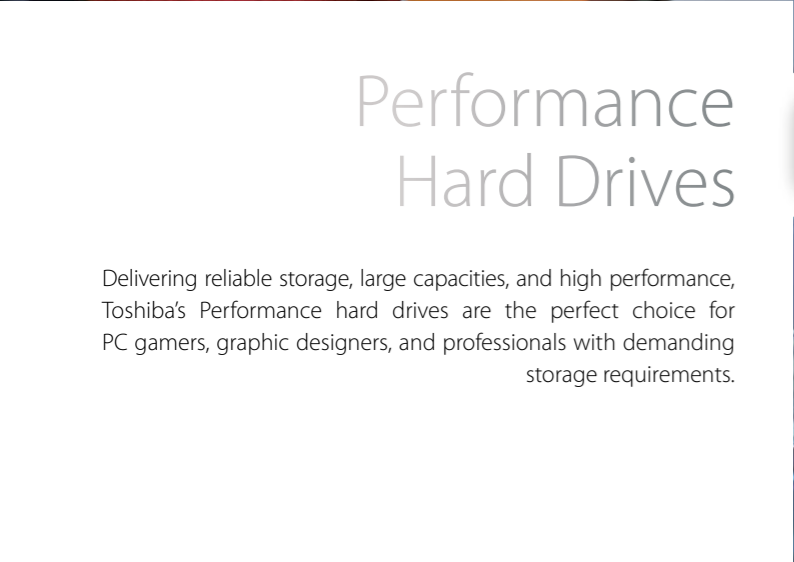 Performance
Hard Drives
Delivering reliable storage, large capacities, and high performance,
Toshiba's Performance hard drives are the perfect choice for
PC gamers, graphic designers, and professionals with demanding
storage requirements.